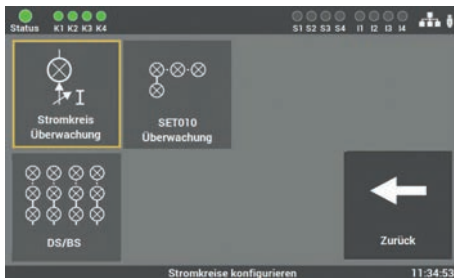 Status K1 K2 K3 K4 S1 S2 S3 S4 I1 I2 I3 I4
I
Stromkreis
Überwachung
SET010
Überwachung
DS/BS
Zurück
Stromkreise konfigurieren 11:34:53